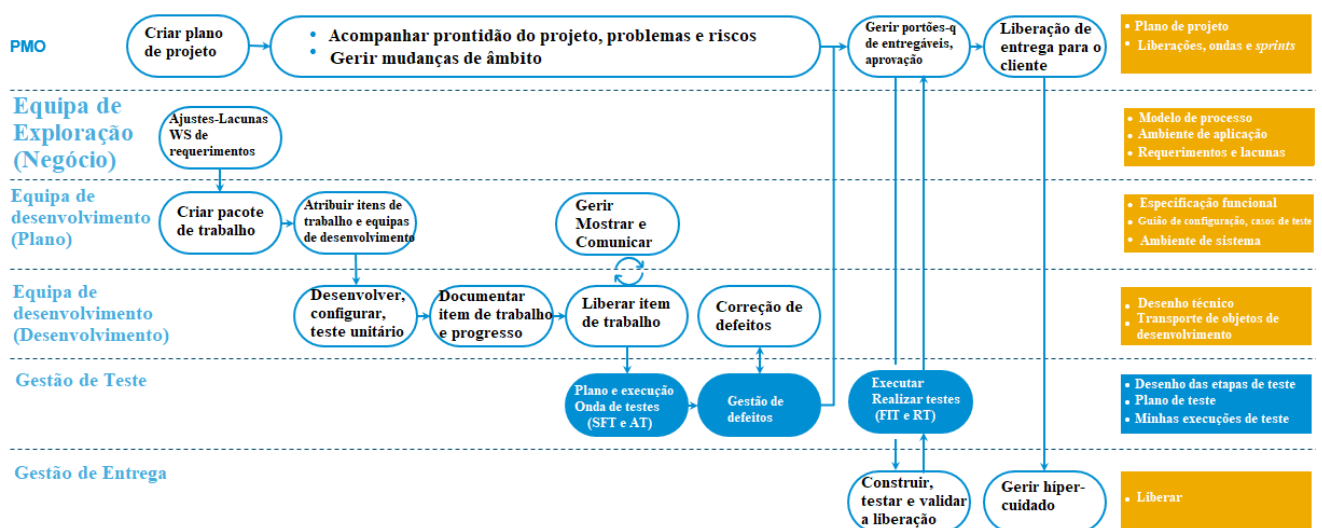 PMO
Criar plano
de projeto
• Acompanhar prontidão do projeto, problemas e riscos
• Gerir mudanças de âmbito
Gerir portões-q
de entregáveis,
aprovação
Liberação de
entrega para o
cliente
• Plano de projeto
• Liberações, ondas e sprints
Equipa de
Exploração
(Negócio)
Ajustes-Lacunas
WS de
requerimentos
• Modelo de processo
• Ambiente de aplicação
• Requerimentos e lacunas
Equipa de
desenvolvimento
(Plano)
Criar pacote
de trabalho
Atribuir itens de
trabalho e equipas
de desenvolvimento
Gerir
Mostrar e
Comunicar
• Especificação funcional
• Guião de configuração, casos de teste
• Ambiente de sistema
Equipa de
desenvolvimento
(Desenvolvimento)
Desenvolver,
configurar,
teste unitário
Documentar
item de trabalho
e progresso
Liberar item
de trabalho
Correção de
defeitos
• Desenho técnico
• Transporte de objetos de
desenvolvimento
Gestão de Teste
Plano e execução
Onda de testes
(SFT e AT)
Gestão de
defeitos
Executar
Realizar testes
(FIT e RT)
• Desenho das etapas de teste
• Plano de teste
• Minhas execuções de teste
Gestão de Entrega
Construir,
testar e validar
a liberação
Gerir híper-
cuidado
• Liberar